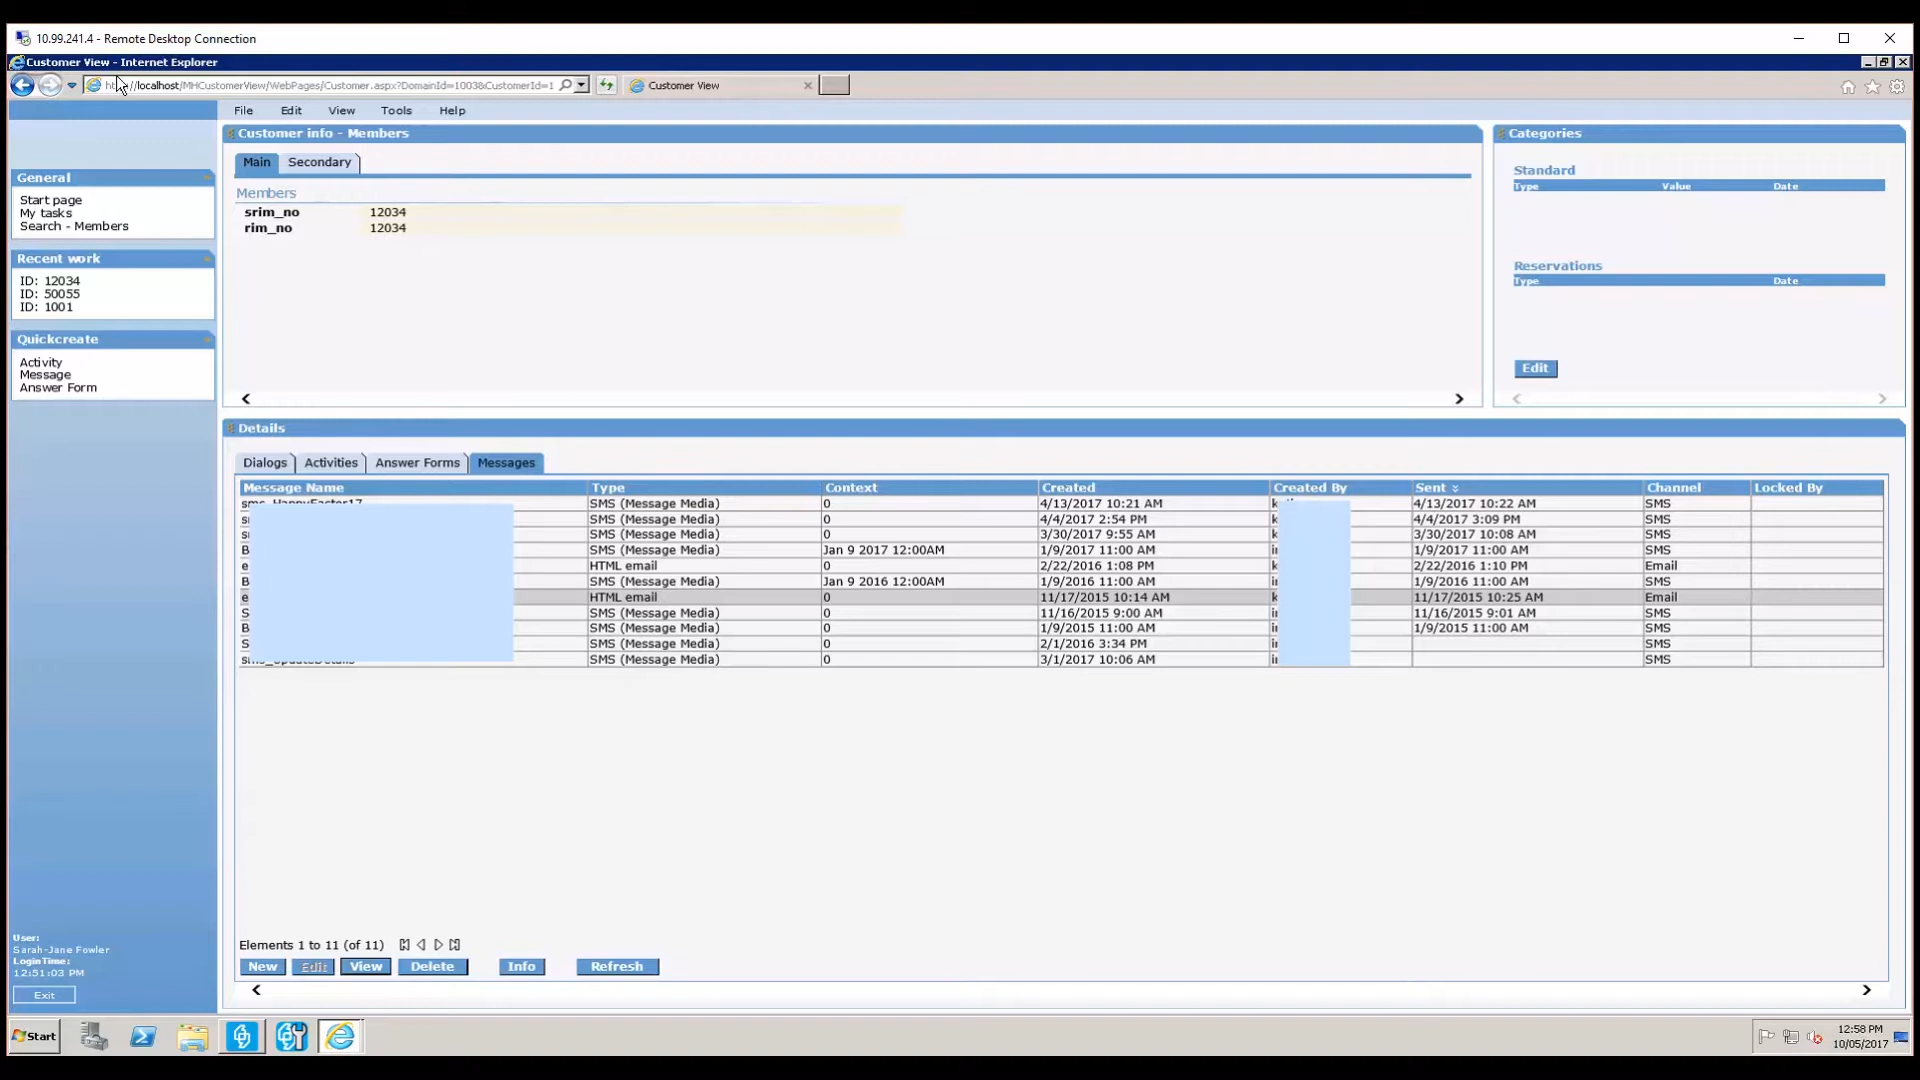 10.99.241.4 - Remote Desktop Connection
Customer View - Internet Explorer
//localhost/MHCustomerView/WebPages/Customer.aspx?DomainId=1003&CustomerId=1
Customer View
File Edit View Tools Help
General
Start page
My tasks
Search - Members
Recent work
ID: 12034
ID: 50055
ID: 1001
Quickcreate
Activity
Message
Answer Form
User:
Sarah-Jane Fowler
LoginTime:
12:51:03 PM
Exit
Customer info - Members
Main Secondary
Members
srim_no 12034
rim_no 12034
Categories
Standard
Type Value Date
Reservations
Type Date
Edit
Details
Dialogs Activities Answer Forms Messages
Message Name Type Context Created Created By Sent Channel Locked By
sms_HappyEaster17 SMS (Message Media) 0 4/13/2017 10:21 AM 4/13/2017 10:22 AM SMS
SMS (Message Media) 0 4/4/2017 2:54 PM 4/4/2017 3:09 PM SMS
SMS (Message Media) 0 3/30/2017 9:55 AM 3/30/2017 10:08 AM SMS
SMS (Message Media) Jan 9 2017 12:00AM 1/9/2017 11:00 AM 1/9/2017 11:00 AM SMS
HTML email 0 2/22/2016 1:08 PM 2/22/2016 1:10 PM Email
SMS (Message Media) Jan 9 2016 12:00AM 1/9/2016 11:00 AM 1/9/2016 11:00 AM SMS
HTML email 0 11/17/2015 10:14 AM 11/17/2015 10:25 AM Email
SMS (Message Media) 0 11/16/2015 9:00 AM 11/16/2015 9:01 AM SMS
SMS (Message Media) 0 1/9/2015 11:00 AM 1/9/2015 11:00 AM SMS
SMS (Message Media) 0 2/1/2016 3:34 PM SMS
sms_UpdateDetails SMS (Message Media) 0 3/1/2017 10:06 AM SMS
Elements 1 to 11 (of 11)
New Edit View Delete Info Refresh
Start
12:58 PM
10/05/2017